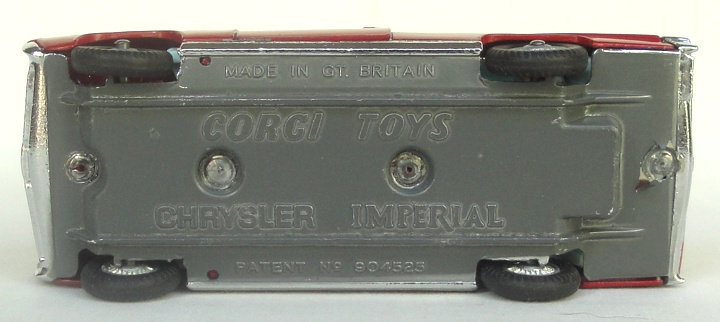 MADE IN GT. BRITAIN
CORGI TOYS
CHRYSLER IMPERIAL
PATENT Nº 904525